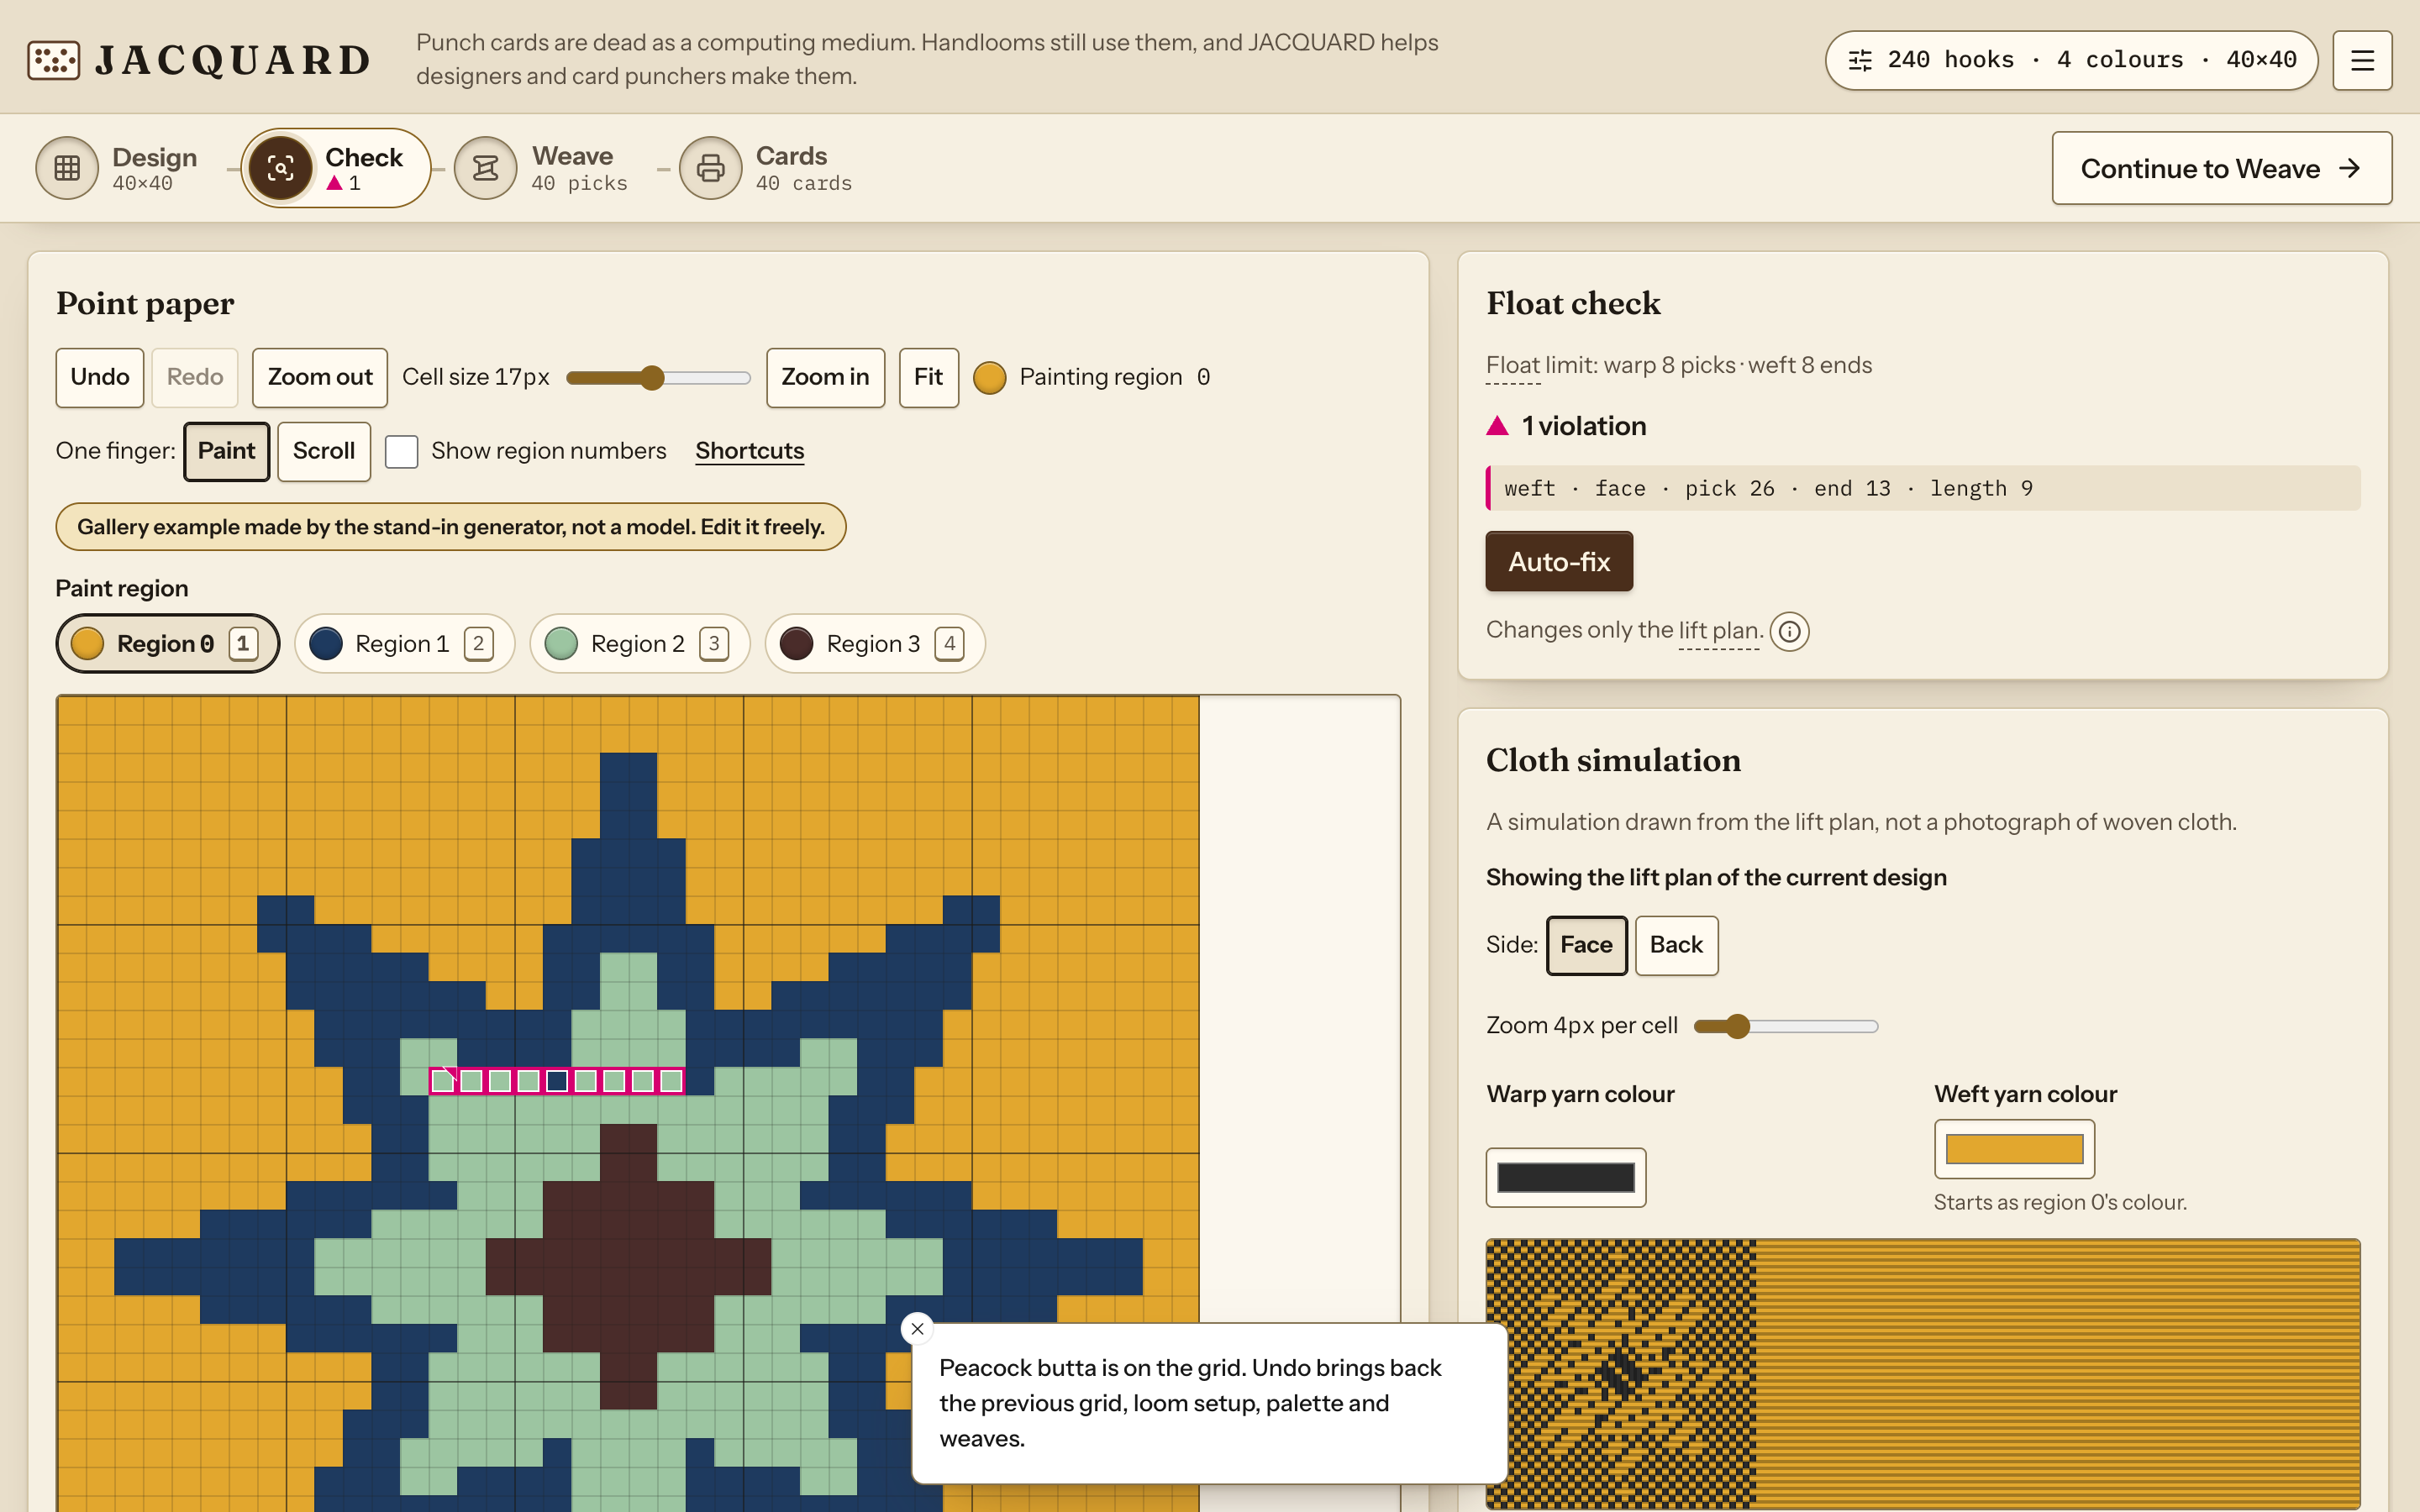 JACQUARD
Punch cards are dead as a computing medium. Handlooms still use them, and JACQUARD helps
designers and card punchers make them.
240 hooks · 4 colours · 40×40
Design
40×40
Check
1
Weave
40 picks
Cards
40 cards
Continue to Weave
Point paper
Undo
Redo
Zoom out
Cell size 17px
Zoom in
Fit
Painting region 0
One finger:
Paint
Scroll
Show region numbers
Shortcuts
Gallery example made by the stand-in generator, not a model. Edit it freely.
Paint region
Region 0 1
Region 1 2
Region 2 3
Region 3 4
Peacock butta is on the grid. Undo brings back
the previous grid, loom setup, palette and
weaves.
Float check
Float limit: warp 8 picks · weft 8 ends
1 violation
weft · face · pick 26 · end 13 · length 9
Auto-fix
Changes only the lift plan.
Cloth simulation
A simulation drawn from the lift plan, not a photograph of woven cloth.
Showing the lift plan of the current design
Side:
Face
Back
Zoom 4px per cell
Warp yarn colour
Weft yarn colour
Starts as region 0's colour.